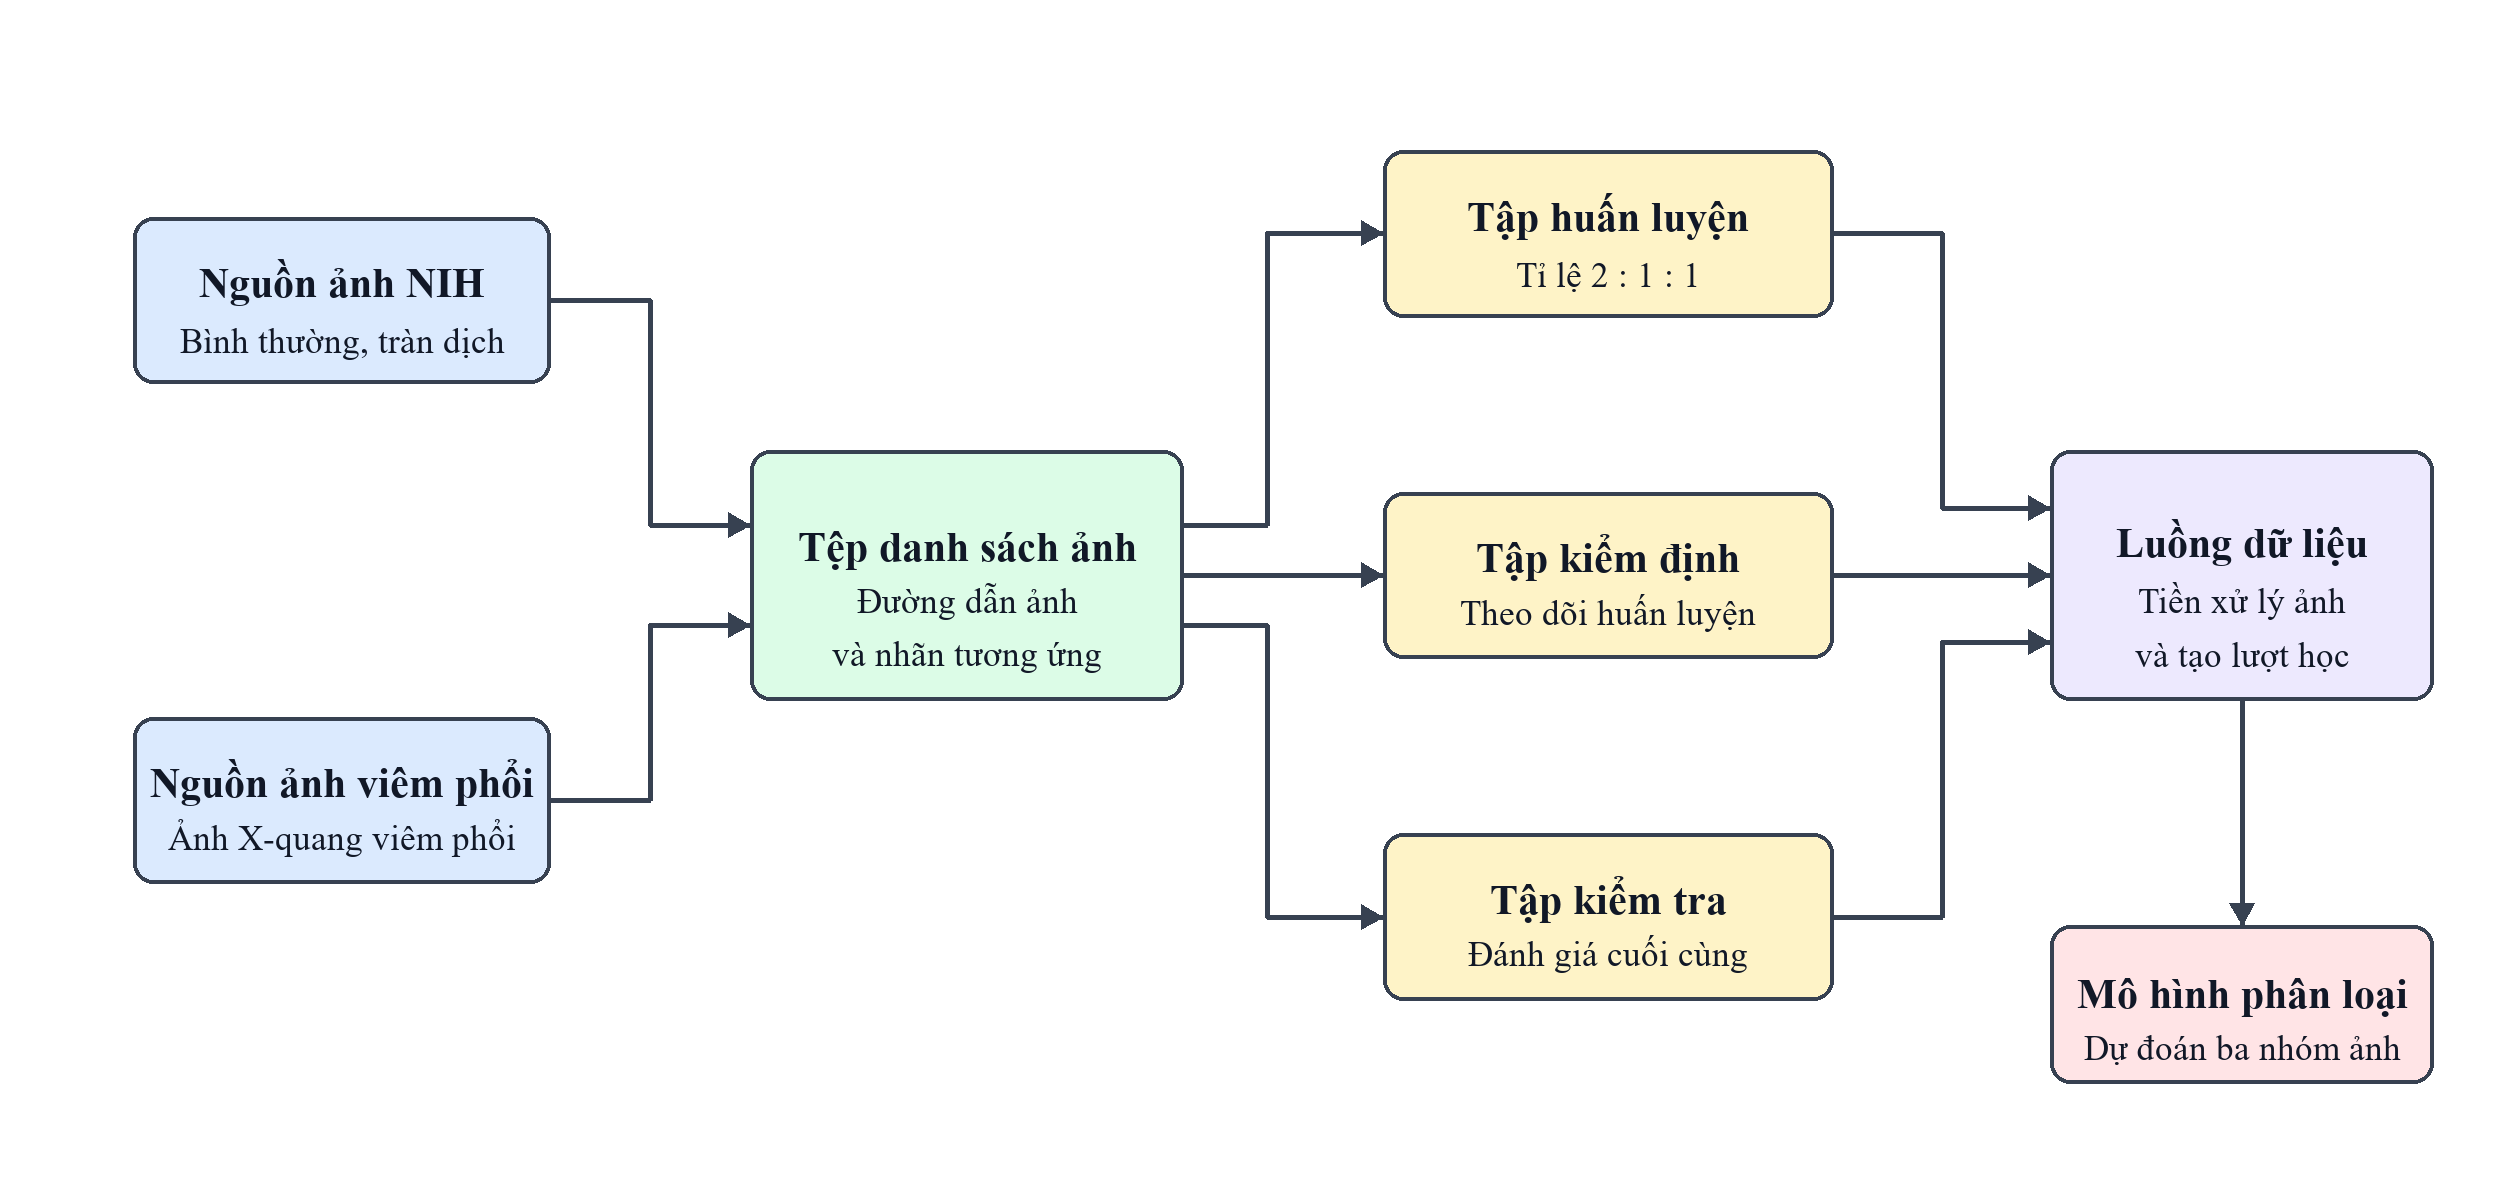 Nguồn ảnh NIH
Bình thường, tràn dịch
Nguồn ảnh viêm phổi
Ảnh X-quang viêm phổi
Tệp danh sách ảnh
Đường dẫn ảnh
và nhãn tương ứng
Tập huấn luyện
Tỉ lệ 2 : 1 : 1
Tập kiểm định
Theo dõi huấn luyện
Tập kiểm tra
Đánh giá cuối cùng
Luồng dữ liệu
Tiền xử lý ảnh
và tạo lượt học
Mô hình phân loại
Dự đoán ba nhóm ảnh